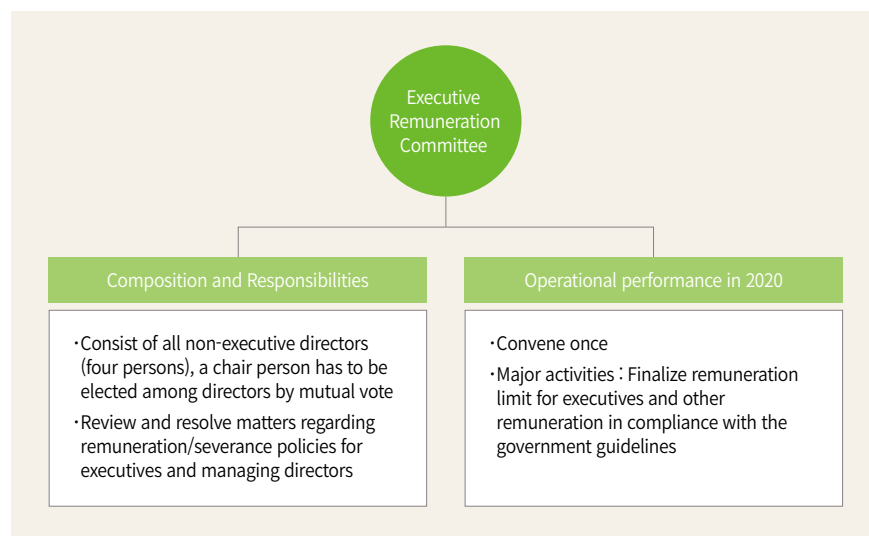 Executive
Remuneration
Committee
Composition and Responsibilities
·Consist of all non-executive directors
(four persons), a chair person has to be
elected among directors by mutual vote
·Review and resolve matters regarding
remuneration/severance policies for
executives and managing directors
Operational performance in 2020
·Convene once
·Major activities : Finalize remuneration
limit for executives and other
remuneration in compliance with the
government guidelines